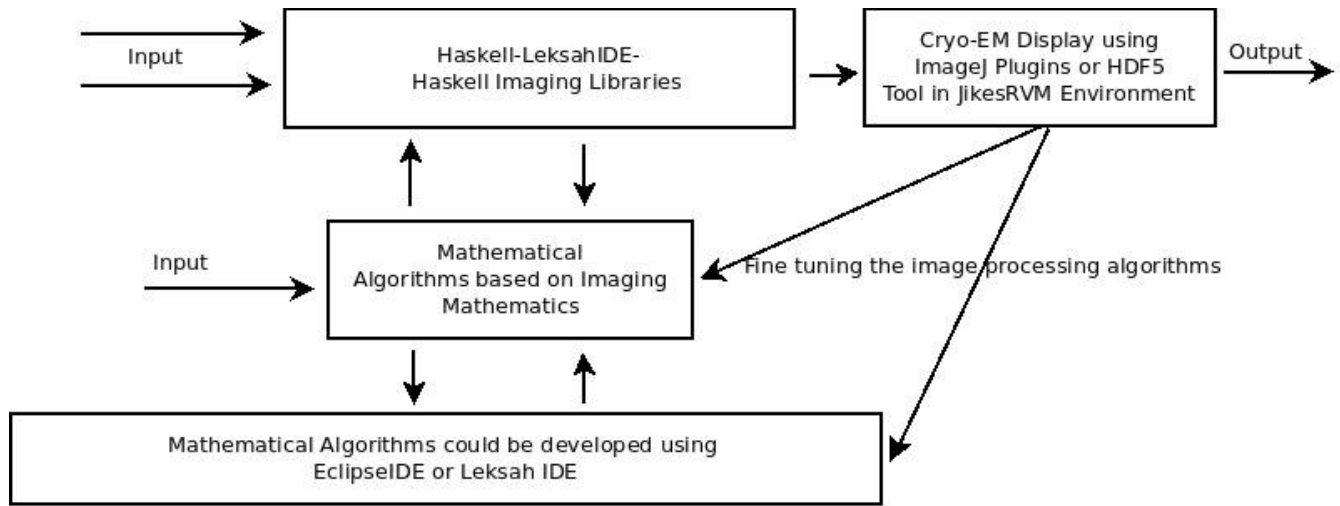 Input
Haskell-LeksahIDE-
Haskell Imaging Libraries
Cryo-EM Display using
ImageJ Plugins or HDF5
Tool in JikesRVM Environment
Output
Input
Mathematical
Algorithms based on Imaging
Mathematics
Fine tuning the image processing algorithms
Mathematical Algorithms could be developed using
EclipseIDE or Leksah IDE